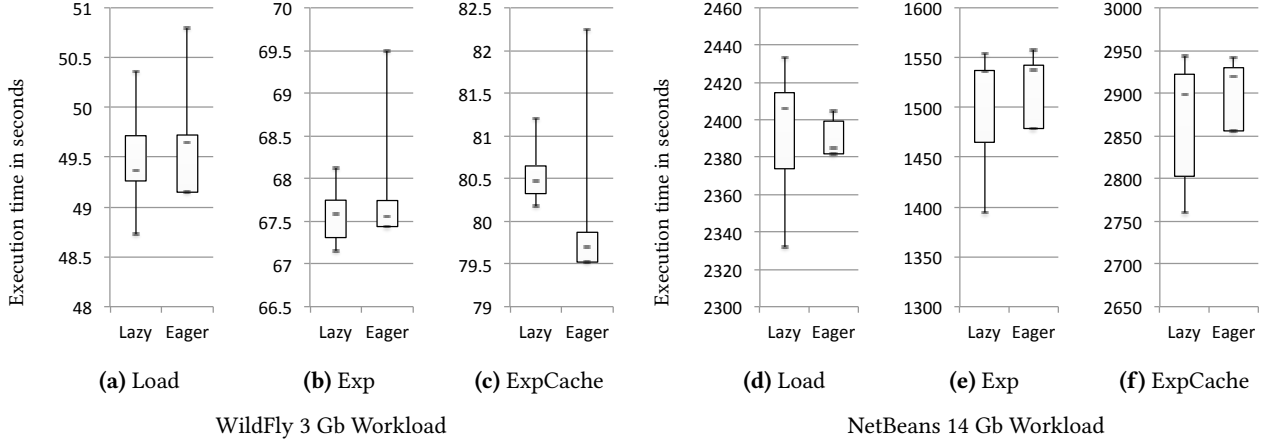 Execution time in seconds
51
50.5
50
49.5
49
48.5
48
Lazy Eager
(a) Load
70
69.5
69
68.5
68
67.5
67
66.5
Lazy Eager
(b) Exp
82.5
82
81.5
81
80.5
80
79.5
79
Lazy Eager
(c) ExpCache
WildFly 3 Gb Workload
Execution time in seconds
2460
2440
2420
2400
2380
2360
2340
2320
2300
Lazy Eager
(d) Load
1600
1550
1500
1450
1400
1350
1300
Lazy Eager
(e) Exp
3000
2950
2900
2850
2800
2750
2700
2650
Lazy Eager
(f) ExpCache
NetBeans 14 Gb Workload